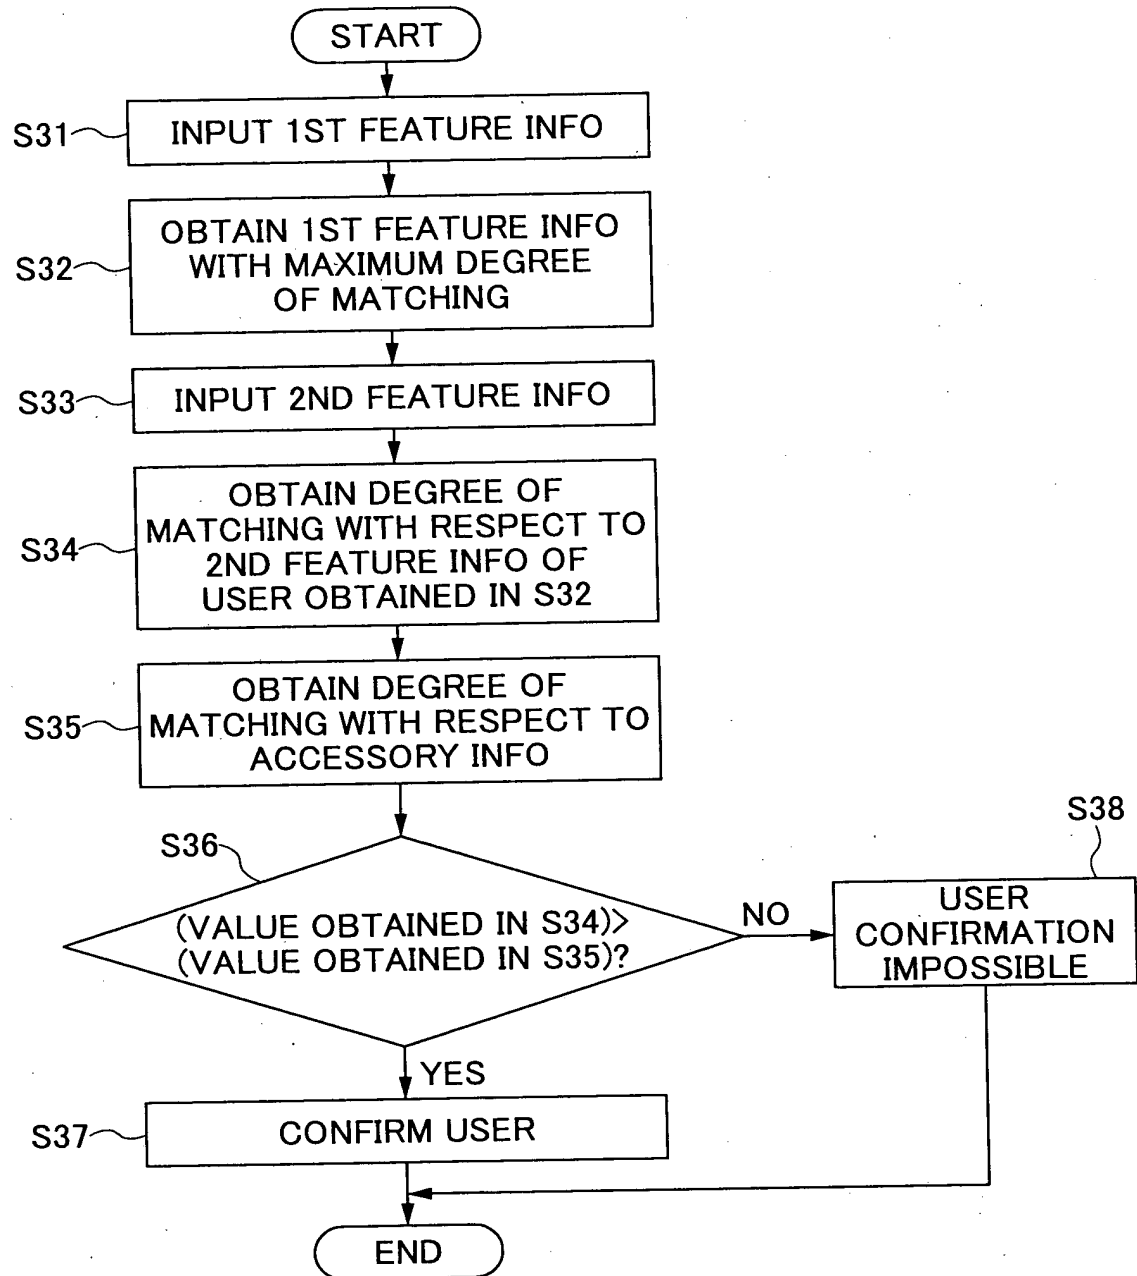 START
S31
INPUT 1ST FEATURE INFO
S32
OBTAIN 1ST FEATURE INFO
WITH MAXIMUM DEGREE
OF MATCHING
S33
INPUT 2ND FEATURE INFO
S34
OBTAIN DEGREE OF
MATCHING WITH RESPECT TO
2ND FEATURE INFO OF
USER OBTAINED IN S32
S35
OBTAIN DEGREE OF
MATCHING WITH RESPECT TO
ACCESSORY INFO
S36
(VALUE OBTAINED IN S34)>
(VALUE OBTAINED IN S35)?
NO
S38
USER
CONFIRMATION
IMPOSSIBLE
YES
S37
CONFIRM USER
END